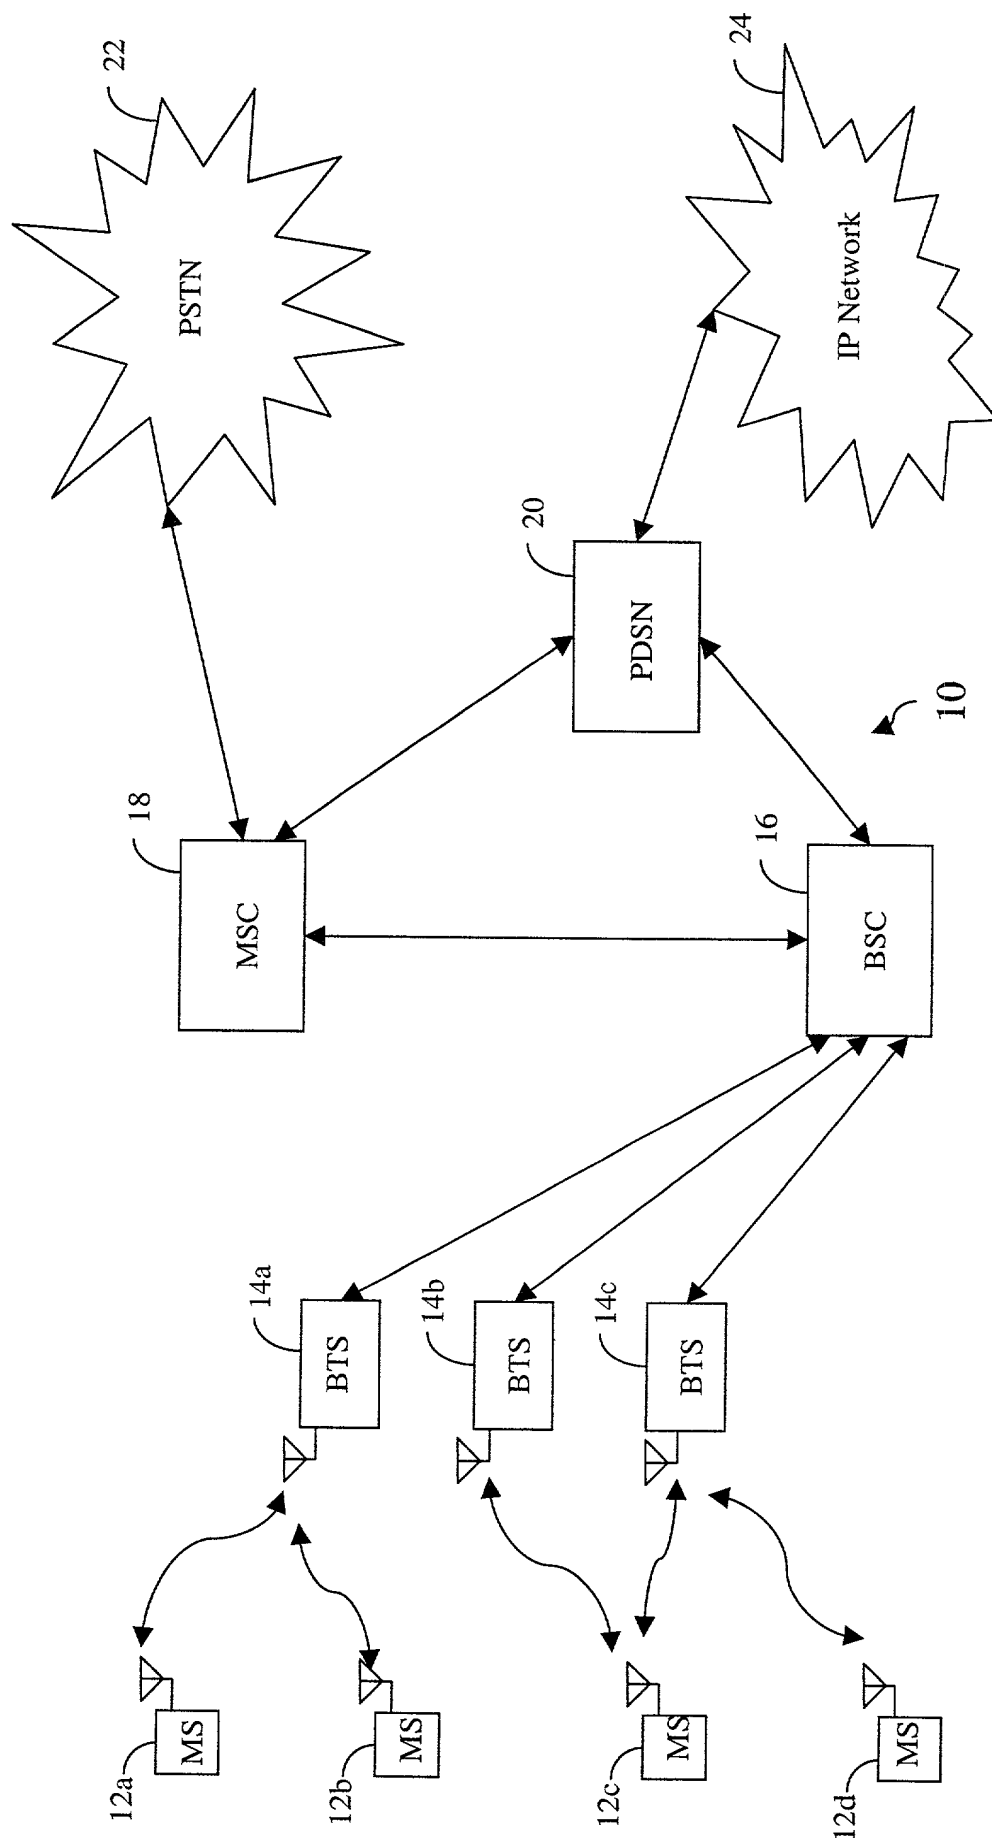 12a
MS
12b
MS
12c
MS
12d
MS
14a
BTS
14b
BTS
14c
BTS
18
MSC
16
BSC
10
20
PDSN
22
PSTN
24
IP Network